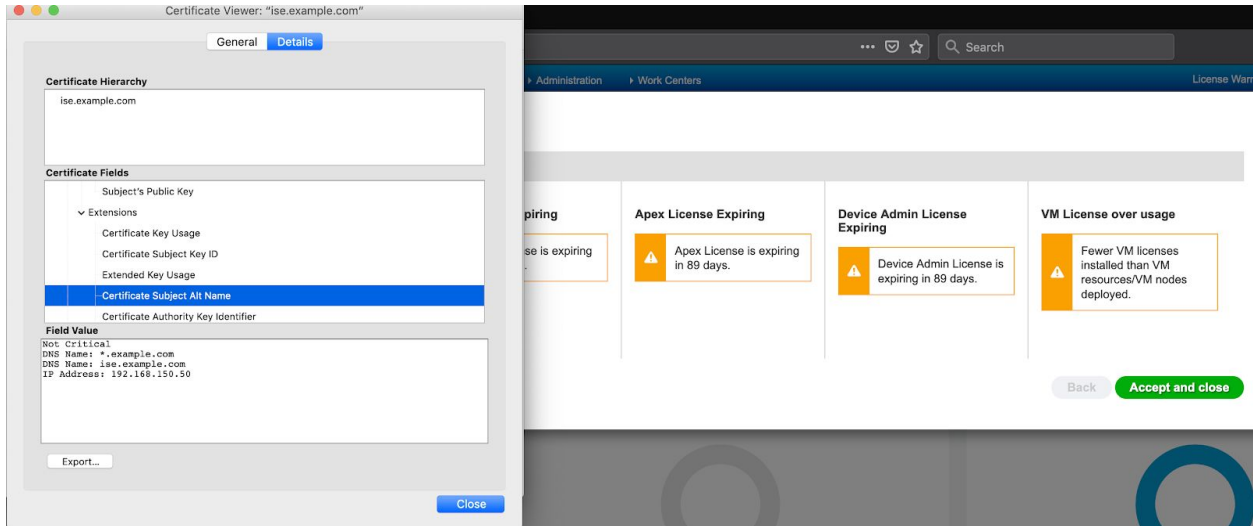 Certificate Viewer: "ise.example.com"
General
Details
Certificate Hierarchy
ise.example.com
Certificate Fields
Subject's Public Key
Extensions
Certificate Key Usage
Certificate Subject Key ID
Extended Key Usage
Certificate Subject Alt Name
Certificate Authority Key Identifier
Field Value
Not Critical
DNS Name: *.example.com
DNS Name: ise.example.com
IP Address: 192.168.150.50
Export...
Close
Search
Administration
Work Centers
License
piring
is expiring
Apex License Expiring
Apex License is expiring
in 89 days.
Device Admin License
Expiring
Device Admin License is
expiring in 89 days.
VM License over usage
Fewer VM licenses
installed than VM
resources/VM nodes
deployed.
Back
Accept and close